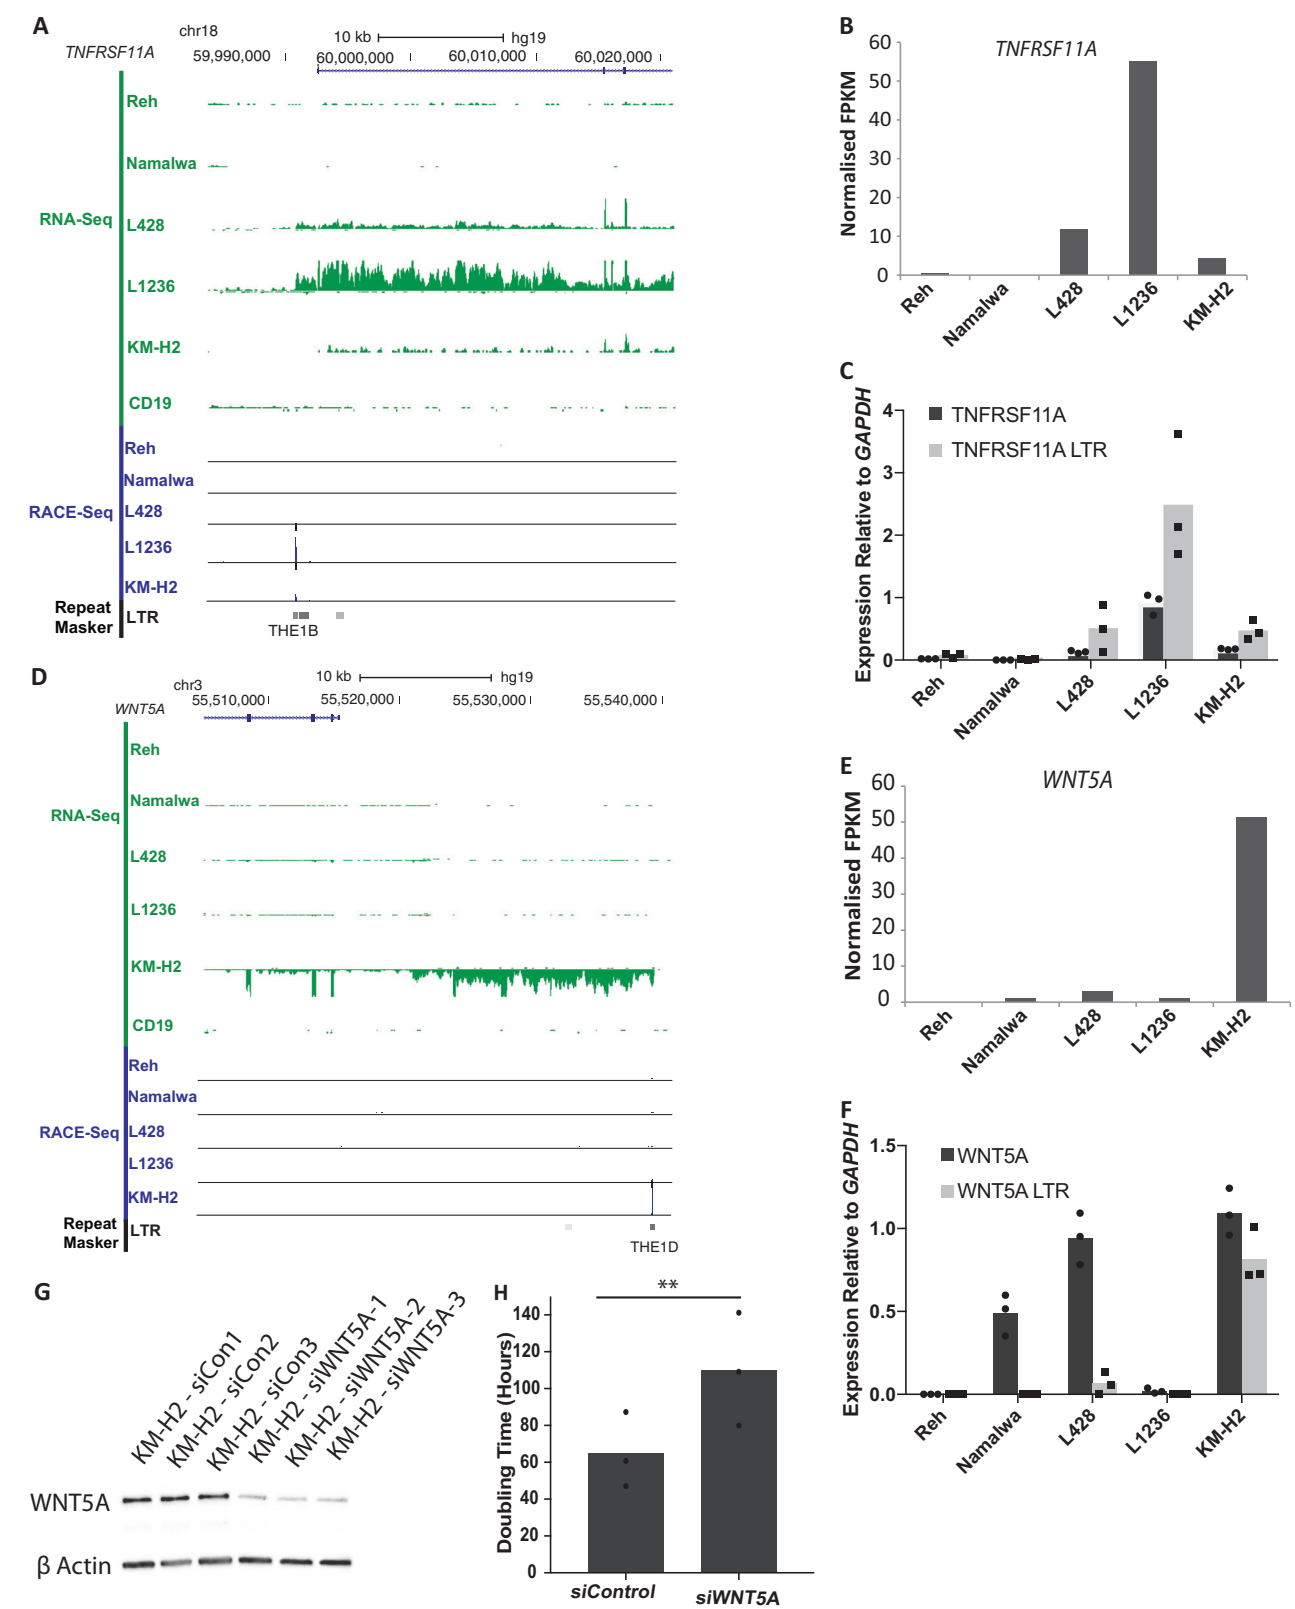 A
chr18
10 kb
hg19
TNFRSF11A
59,990,000
60,000,000
60,010,000
60,020,000
RNA-Seq
Reh
Namalwa
L428
L1236
KM-H2
CD19
RACE-Seq
Reh
Namalwa
L428
L1236
KM-H2
Repeat
Masker
LTR
THE1B
B
TNFRSF11A
Normalised FPKM
60
50
40
30
20
10
0
Reh
Namalwa
L428
L1236
KM-H2
C
TNFRSF11A
TNFRSF11A LTR
Expression Relative to GAPDH
4
3
2
1
0
Reh
Namalwa
L428
L1236
KM-H2
D
10 kb
hg19
chr3
55,510,000
55,520,000
55,530,000
55,540,000
WNT5A
RNA-Seq
Reh
Namalwa
L428
L1236
KM-H2
CD19
RACE-Seq
Reh
Namalwa
L428
L1236
KM-H2
Repeat
Masker
LTR
THE1D
E
WNT5A
Normalised FPKM
60
50
40
30
20
10
0
Reh
Namalwa
L428
L1236
KM-H2
F
WNT5A
WNT5A LTR
Expression Relative to GAPDH
1.5
1.0
0.5
0.0
Reh
Namalwa
L428
L1236
KM-H2
G
KM-H2 - siCon1
KM-H2 - siCon2
KM-H2 - siCon3
KM-H2 - siWNT5A-1
KM-H2 - siWNT5A-2
KM-H2 - siWNT5A-3
WNT5A
β Actin
H
**
Doubling Time (Hours)
140
120
100
80
60
40
20
0
siControl
siWNT5A